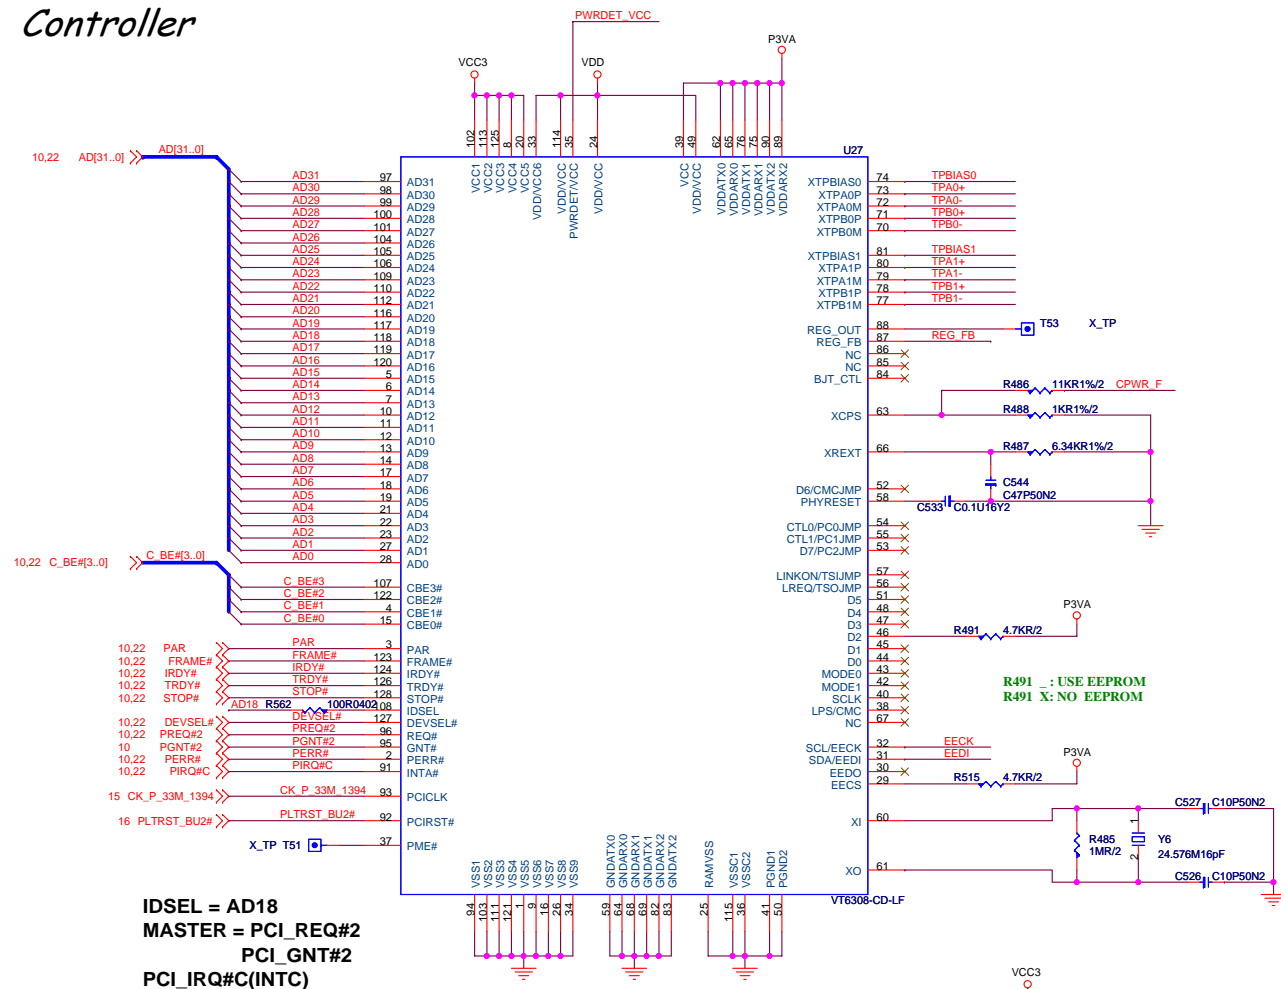 Controller
PWRDET_VCC
P3VA
VCC3
VDD
102 113 125 8 20 33 114 35 24 39 49 62 65 76 75 90 89
U27
VCC1 VCC2 VCC3 VCC4 VCC5 VDD/VCC6 VDD/VCC PWRDET/VCC VDD/VCC VCC VDD/VCC VDDATX0 VDDARX0 VDDATX1 VDDARX1 VDDATX2 VDDARX2
10,22 AD[31..0] AD[31..0]
AD31 97 AD31
AD30 98 AD30
AD29 99 AD29
AD28 100 AD28
AD27 101 AD27
AD26 104 AD26
AD25 105 AD25
AD24 106 AD24
AD23 109 AD23
AD22 110 AD22
AD21 112 AD21
AD20 116 AD20
AD19 117 AD19
AD18 118 AD18
AD17 119 AD17
AD16 120 AD16
AD15 5 AD15
AD14 6 AD14
AD13 7 AD13
AD12 10 AD12
AD11 11 AD11
AD10 12 AD10
AD9 13 AD9
AD8 14 AD8
AD7 17 AD7
AD6 18 AD6
AD5 19 AD5
AD4 21 AD4
AD3 22 AD3
AD2 23 AD2
AD1 27 AD1
AD0 28 AD0
10,22 C_BE#[3..0] C_BE#[3..0]
C_BE#3 107 CBE3#
C_BE#2 122 CBE2#
C_BE#1 4 CBE1#
C_BE#0 15 CBE0#
10,22 PAR PAR 3 PAR
10,22 FRAME# FRAME# 123 FRAME#
10,22 IRDY# IRDY# 124 IRDY#
10,22 TRDY# TRDY# 126 TRDY#
10,22 STOP# STOP# 128 STOP#
AD18 R562 100R0402 108 IDSEL
10,22 DEVSEL# DEVSEL# 127 DEVSEL#
10,22 PREQ#2 PREQ#2 96 REQ#
10 PGNT#2 PGNT#2 95 GNT#
10,22 PERR# PERR# 2 PERR#
10,22 PIRQ#C PIRQ#C 91 INTA#
15 CK_P_33M_1394 CK_P_33M_1394 93 PCICLK
16 PLTRST_BU2# PLTRST_BU2# 92 PCIRST#
X_TP T51 37 PME#
XTPBIAS0 74 TPBIAS0
XTPA0P 73 TPA0+
XTPA0M 72 TPA0-
XTPB0P 71 TPB0+
XTPB0M 70 TPB0-
XTPBIAS1 81 TPBIAS1
XTPA1P 80 TPA1+
XTPA1M 79 TPA1-
XTPB1P 78 TPB1+
XTPB1M 77 TPB1-
REG_OUT 88 T53 X_TP
REG_FB 87 REG_FB
NC 86
NC 85
BJT_CTL 84
R486 11KR1%/2 CPWR_F
XCPS 63 R488 1KR1%/2
XREXT 66 R487 6.34KR1%/2
C544
C47P50N2
D6/CMCJMP 52
PHYRESET 58 C533 C0.1U16Y2
CTL0/PC0JMP 54
CTL1/PC1JMP 55
D7/PC2JMP 53
LINKON/TSIJMP 57
LREQ/TSOJMP 56
D5 51
D4 48
D3 47
P3VA
D2 46 R491 4.7KR/2
D1 45
D0 44
MODE0 43
MODE1 42
SCLK 40
LPS/CMC 38
NC 67
R491 _ : USE EEPROM
R491 X: NO EEPROM
SCL/EECK 32 EECK
SDA/EEDI 31 EEDI
EEDO 30
P3VA
EECS 29 R515 4.7KR/2
C527 C10P50N2
XI 60
R485
1MR/2
1
2
Y6
24.576M16pF
XO 61
C526 C10P50N2
VSS1 VSS2 VSS3 VSS4 VSS5 VSS6 VSS7 VSS8 VSS9 GNDATX0 GNDARX0 GNDARX1 GNDATX1 GNDARX2 GNDATX2 RAMVSS VSSC1 VSSC2 PGND1 PGND2
VT6308-CD-LF
94 103 111 121 1 9 16 26 34 59 64 68 69 82 83 25 115 36 41 50
IDSEL = AD18
MASTER = PCI_REQ#2
PCI_GNT#2
PCI_IRQ#C(INTC)
VCC3